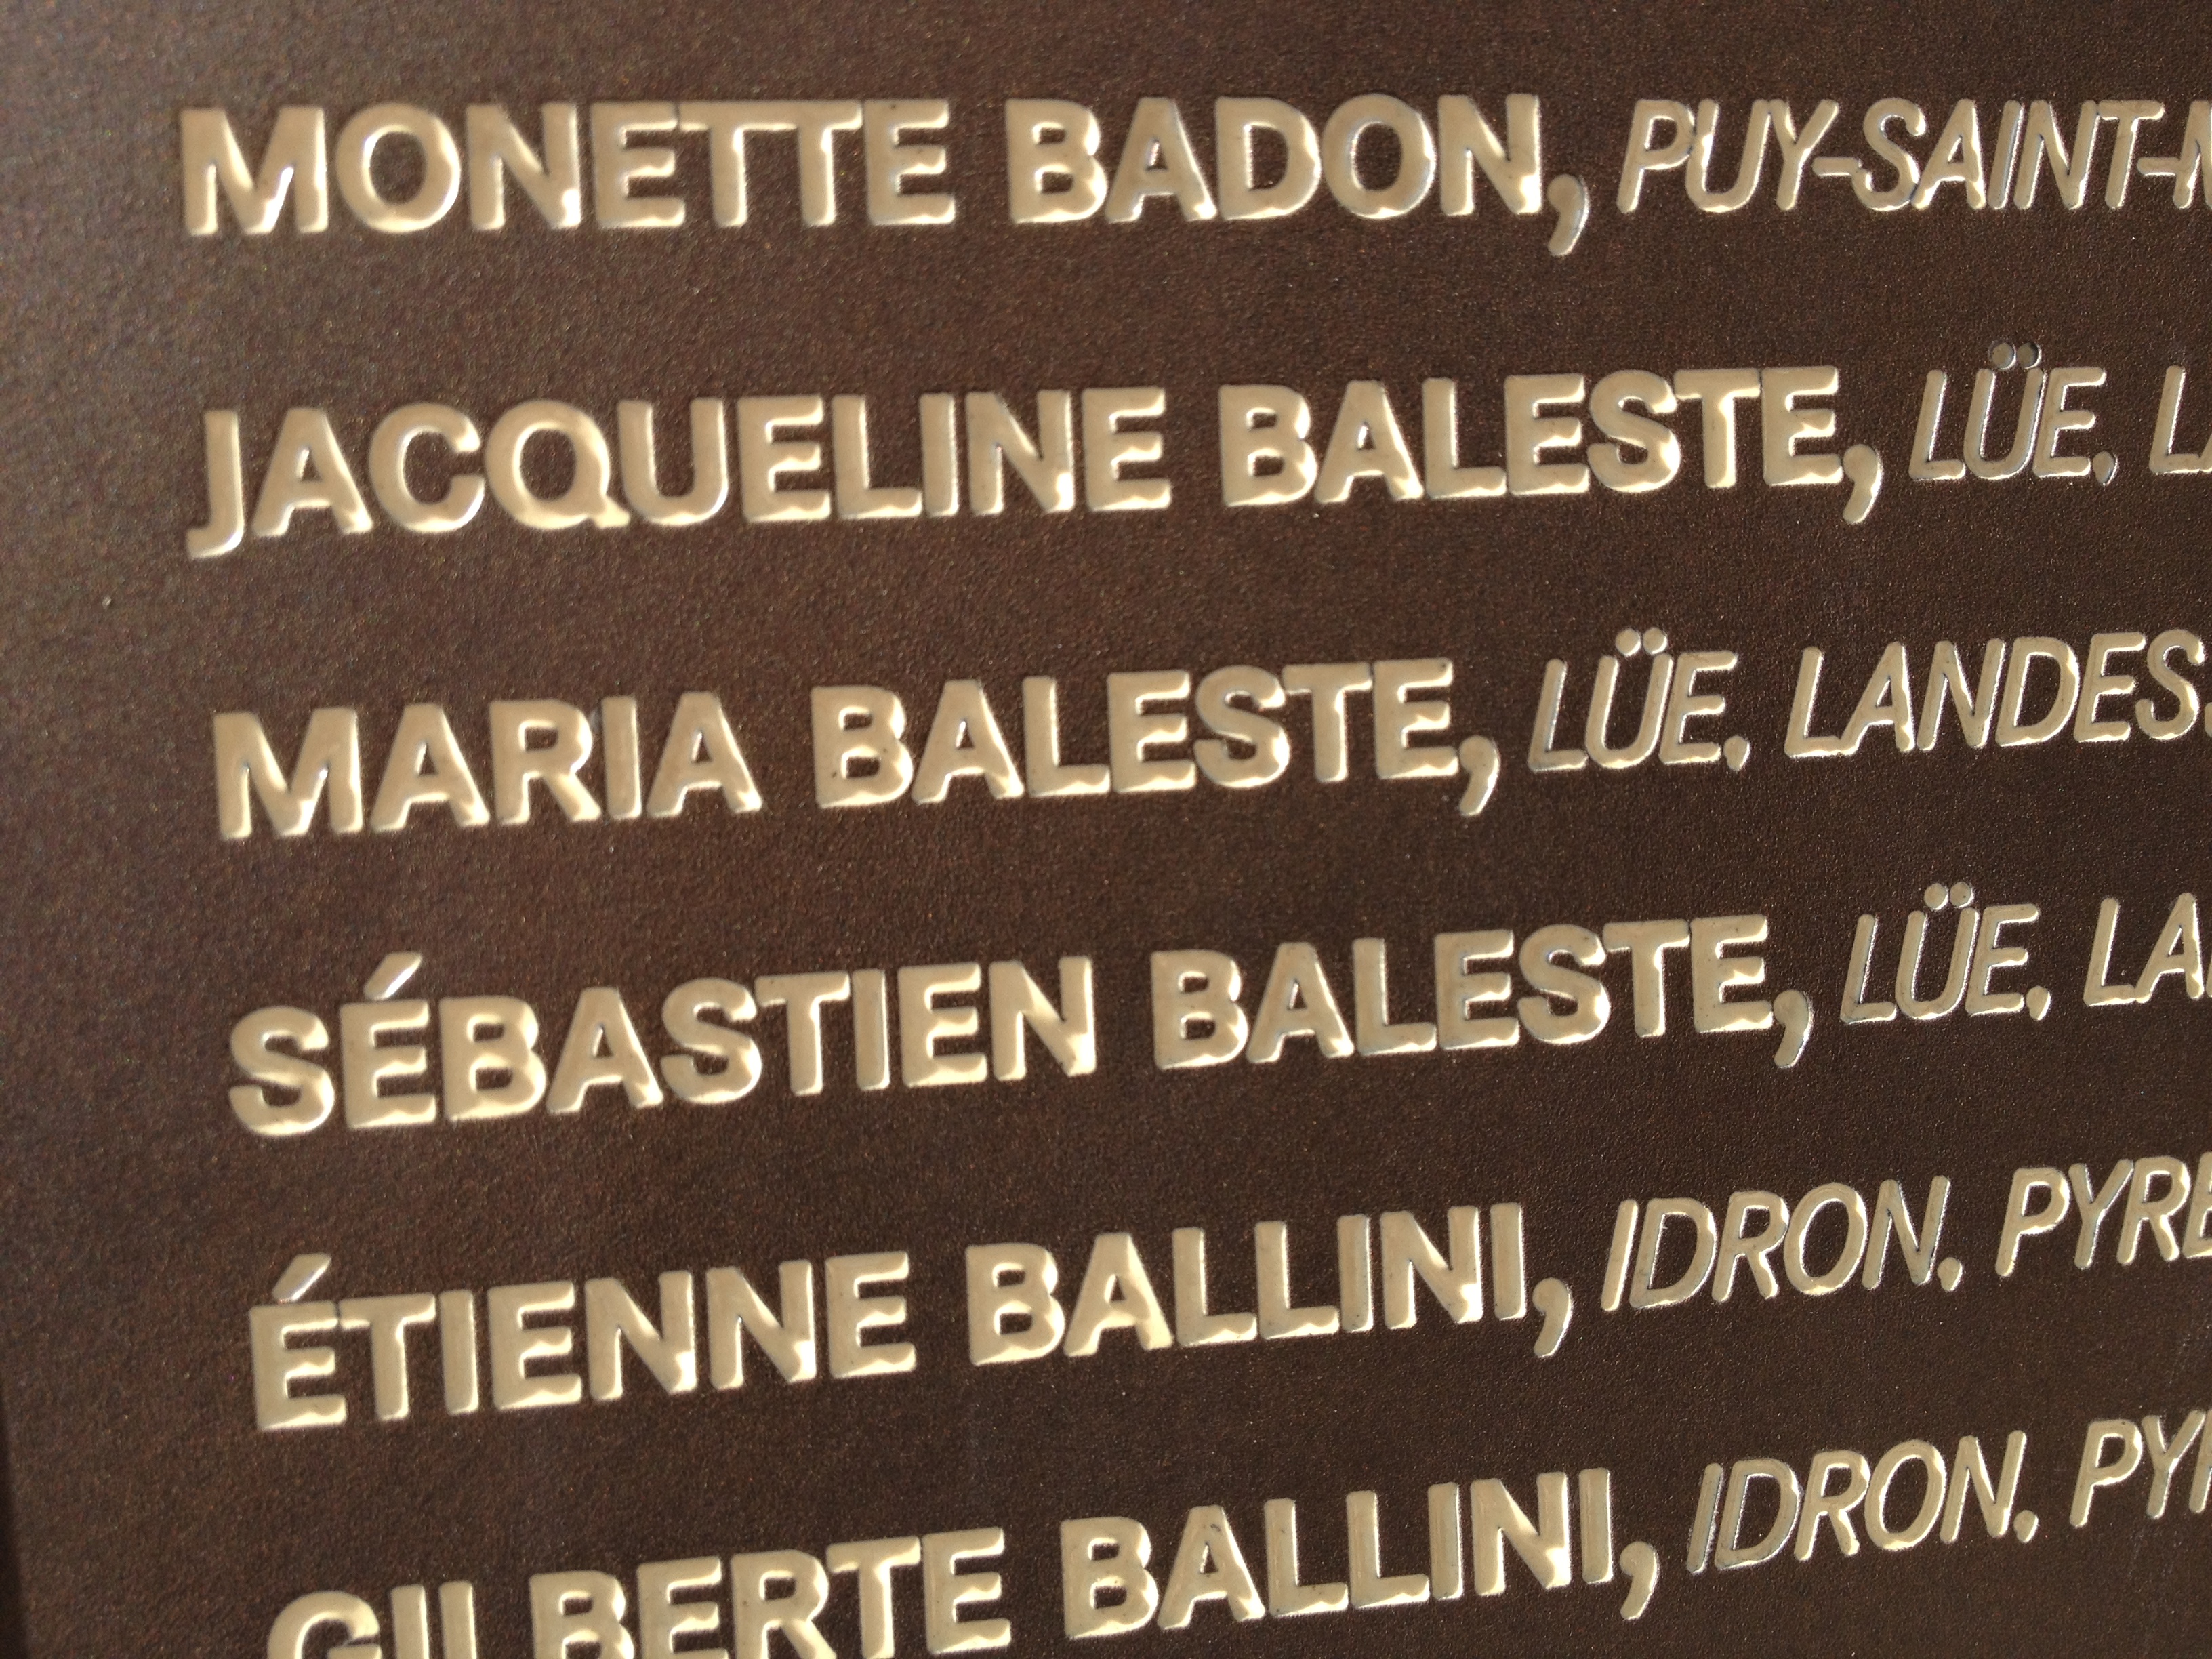 MONETTE BADON, PUY-SAINT-
JACQUELINE BALESTE, LÜE, 
MARIA BALESTE, LÜE, LANDES,
SÉBASTIEN BALESTE, LÜE, 
ÉTIENNE BALLINI, IDRON, 
GILBERTE BALLINI, IDRON,